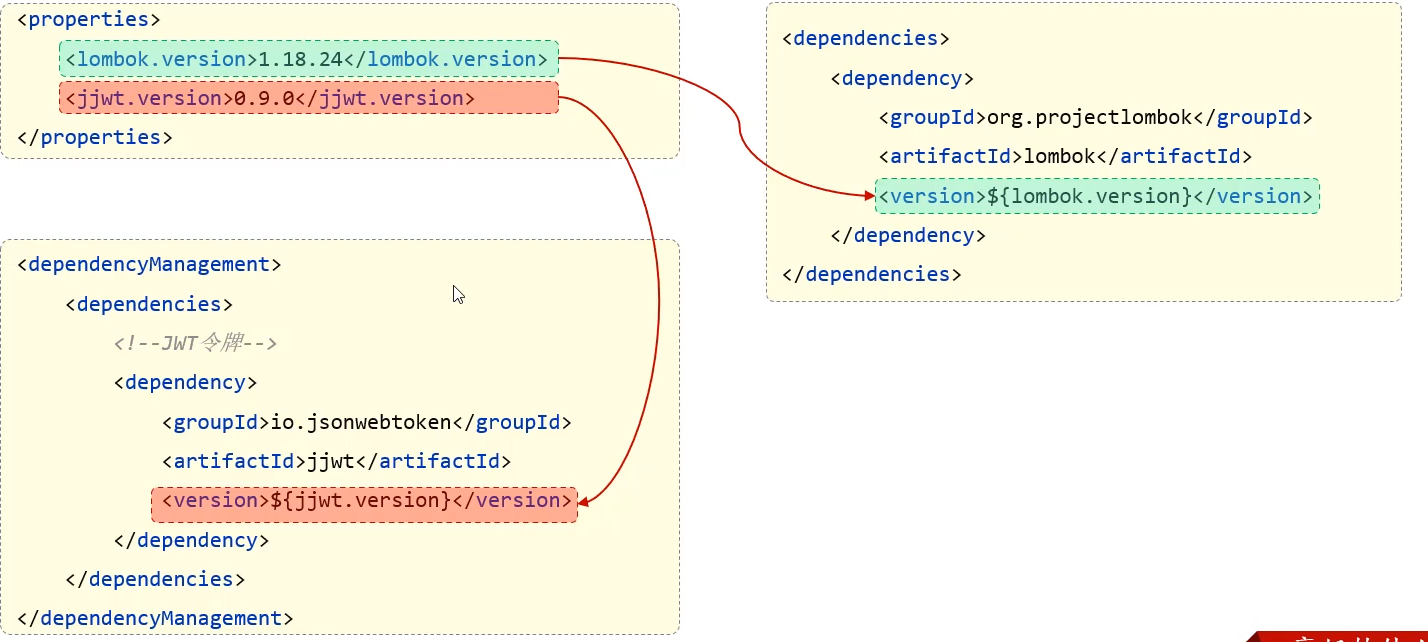 <properties>
    <lombok.version>1.18.24</lombok.version>
    <jjwt.version>0.9.0</jjwt.version>
</properties>
<dependencyManagement>
    <dependencies>
        <!--JWT令牌-->
        <dependency>
            <groupId>io.jsonwebtoken</groupId>
            <artifactId>jjwt</artifactId>
            <version>${jjwt.version}</version>
        </dependency>
    </dependencies>
</dependencyManagement>
<dependencies>
    <dependency>
        <groupId>org.projectlombok</groupId>
        <artifactId>lombok</artifactId>
        <version>${lombok.version}</version>
    </dependency>
</dependencies>